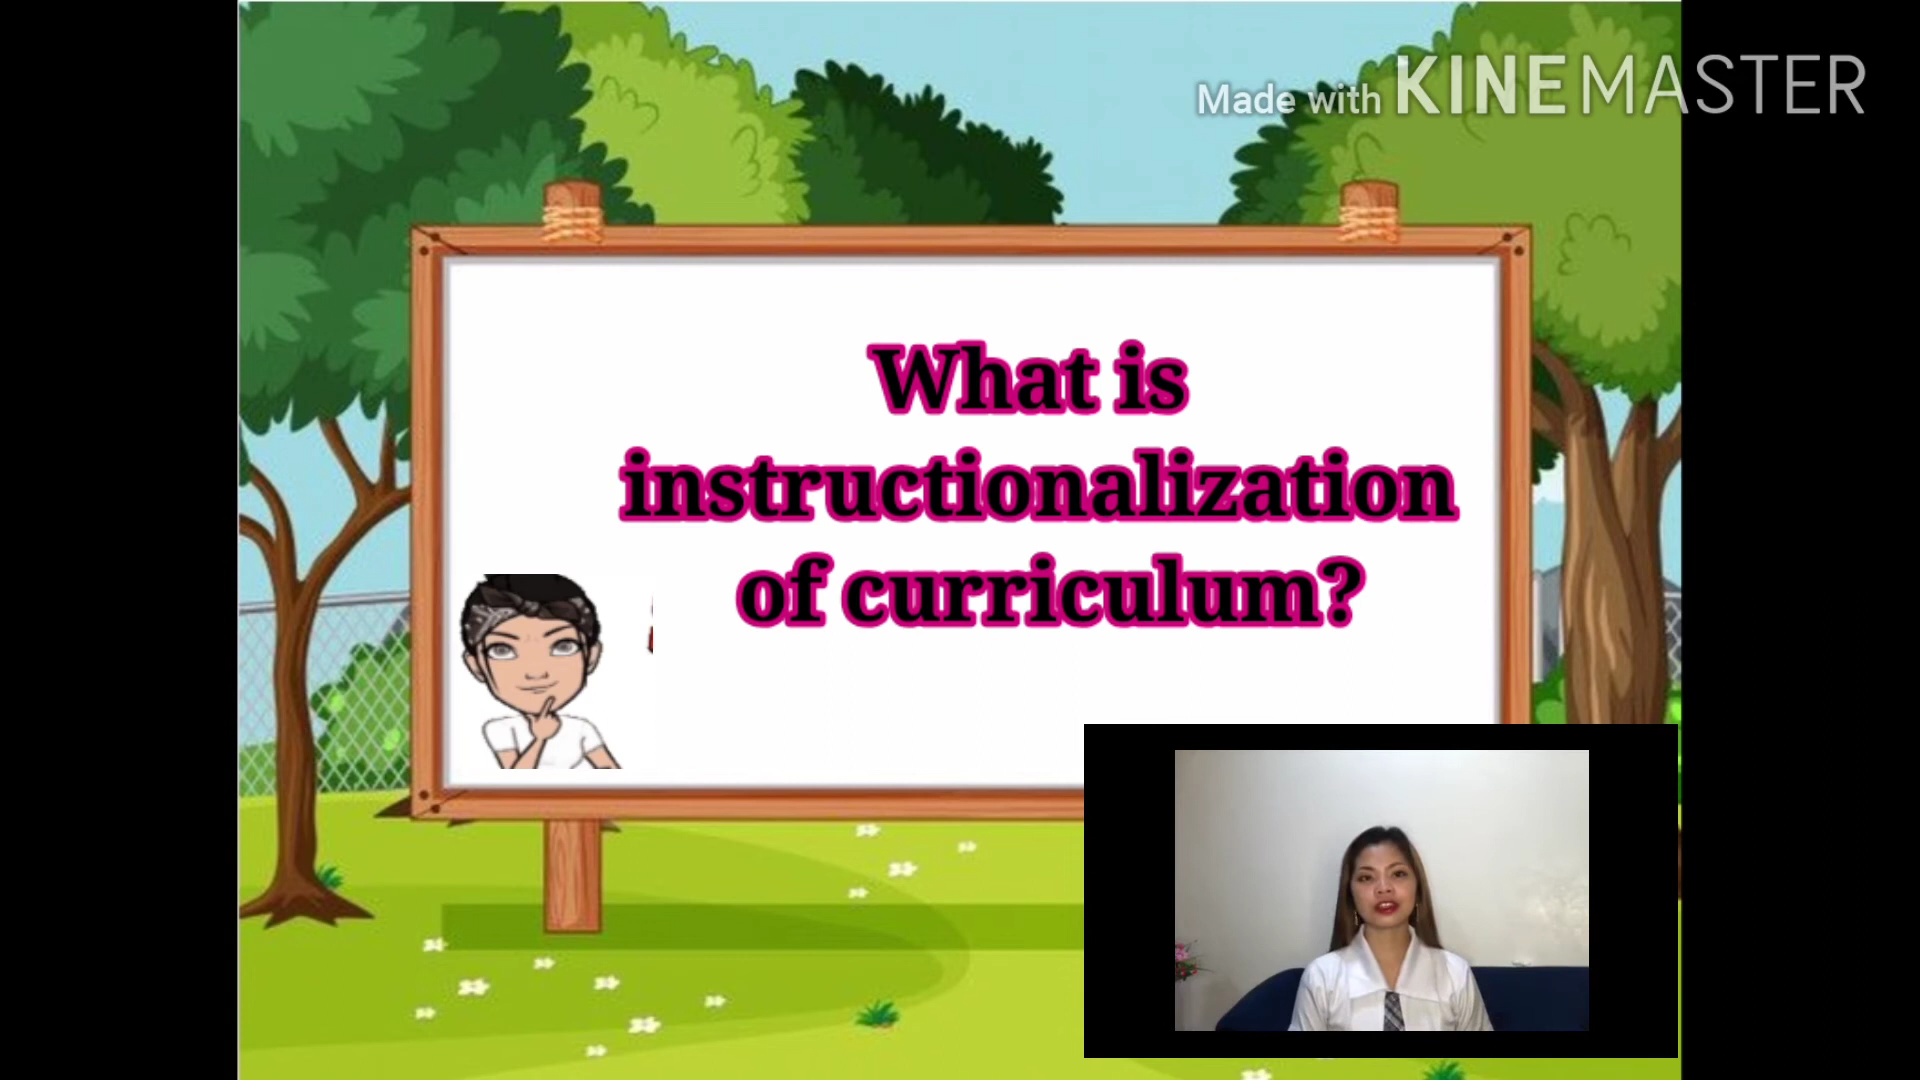 Made with KINEMASTER
What is
instructionalization
of curriculum?